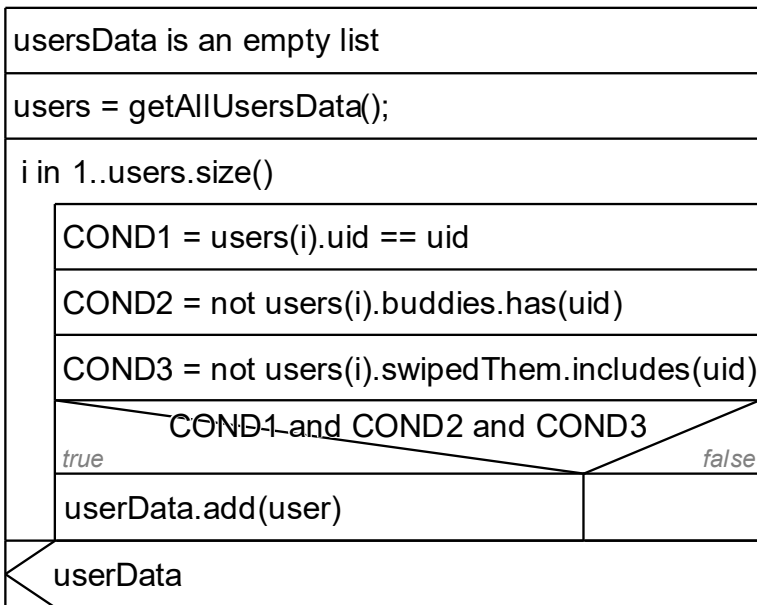 usersData is an empty list
users = getAllUsersData();
i in 1..users.size()
COND1 = users(i).uid == uid
COND2 = not users(i).buddies.has(uid)
COND3 = not users(i).swipedThem.includes(uid)
COND1 and COND2 and COND3
true false
userData.add(user)
userData